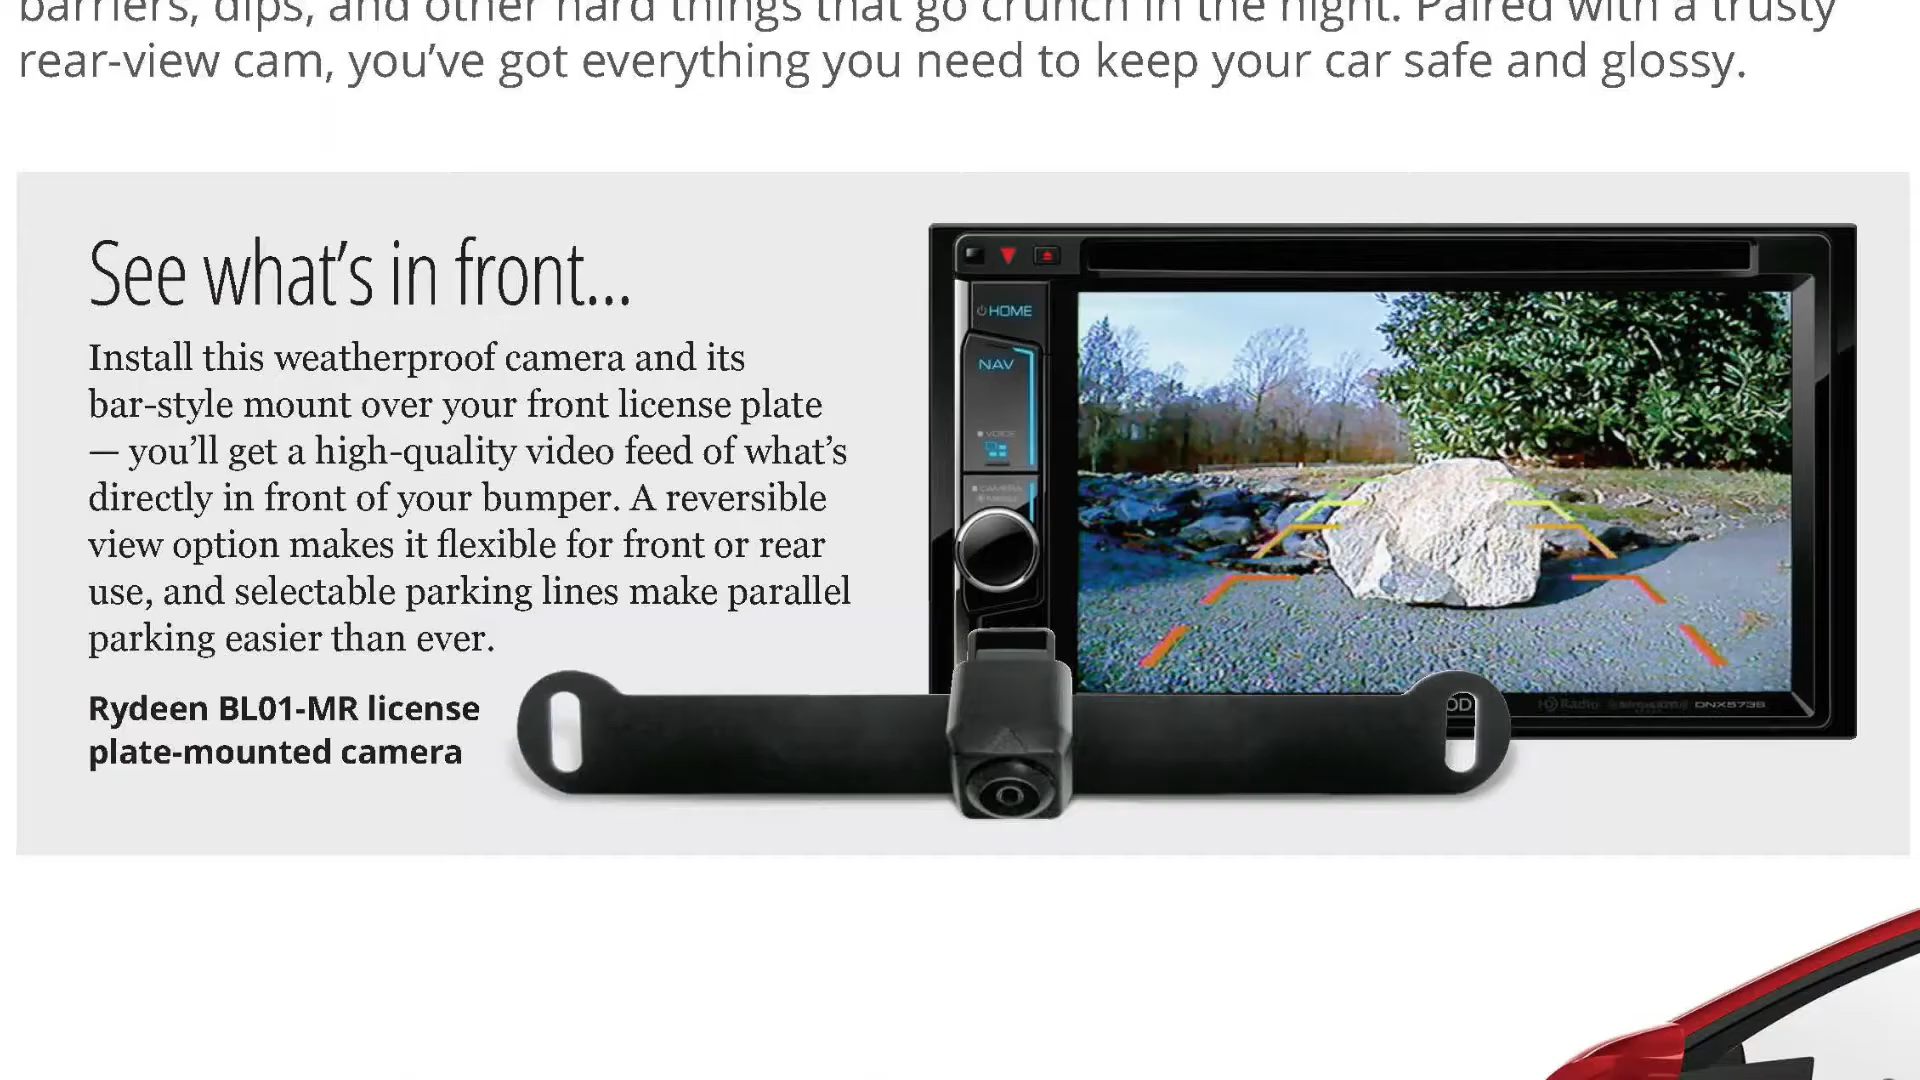 barriers, dips, and other hard things that go crunch in the night. Paired with a trusty
rear-view cam, you’ve got everything you need to keep your car safe and glossy.
See what’s in front...
Install this weatherproof camera and its
bar-style mount over your front license plate
— you’ll get a high-quality video feed of what’s
directly in front of your bumper. A reversible
view option makes it flexible for front or rear
use, and selectable parking lines make parallel
parking easier than ever.
Rydeen BL01-MR license
plate-mounted camera
HOME
NAV
VOICE
CAMERA
OD
HD Radio
DNX573S